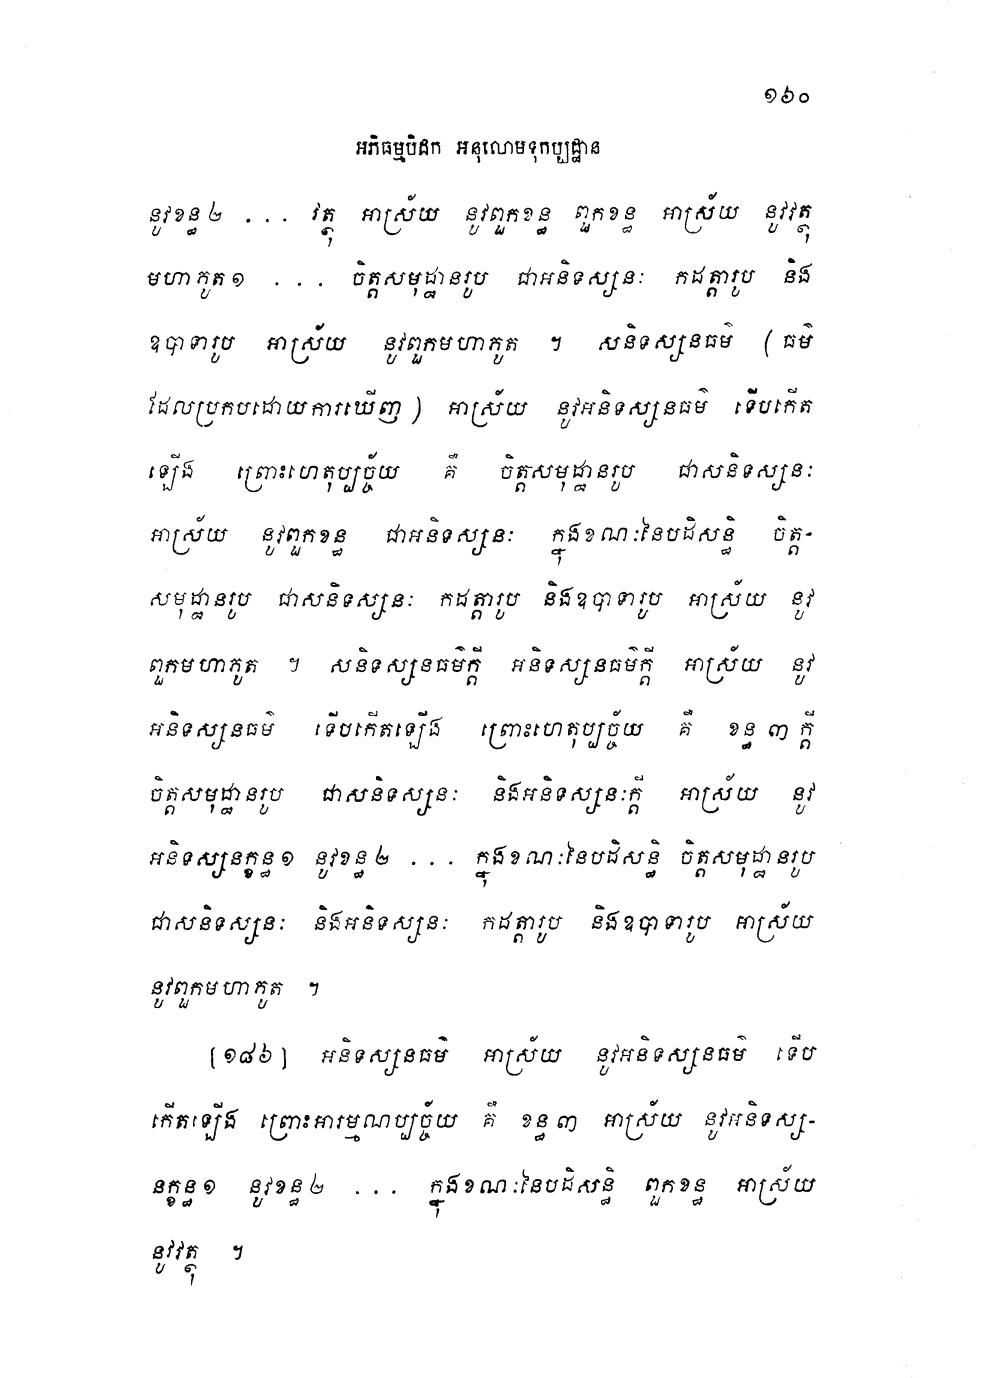 ១៦០
អភិធម្មបិដក អនុលោមទុកប្បដ្ឋាន
នូវខន្ធ២ ... វត្ថុ អាស្រ័យ នូវពួកខន្ធ ពួកខន្ធ អាស្រ័យ នូវវត្ថុ
មហាភូត១ ... ចិត្តសមុដ្ឋានរូប ជាអនិទស្សនៈ កដត្តារូប និង
ឧបាទារូប អាស្រ័យ នូវពួកមហាភូត ។ សនិទស្សនធម៌ (ធម៌
ដែលប្រកបដោយការឃើញ) អាស្រ័យ នូវអនិទស្សនធម៌ ទើបកើត
ឡើង ព្រោះហេតុប្បច្ច័យ គឺ ចិត្តសមុដ្ឋានរូប ជាសនិទស្សនៈ
អាស្រ័យ នូវពួកខន្ធ ជាអនិទស្សនៈ ក្នុងខណៈនៃបដិសន្ធិ ចិត្ត-
សមុដ្ឋានរូប ជាសនិទស្សនៈ កដត្តារូប និងឧបាទារូប អាស្រ័យ នូវ
ពួកមហាភូត ។ សនិទស្សនធម៌ក្តី អនិទស្សនធម៌ក្តី អាស្រ័យ នូវ
អនិទស្សនធម៌ ទើបកើតឡើង ព្រោះហេតុប្បច្ច័យ គឺ ខន្ធ ៣ ក្តី
ចិត្តសមុដ្ឋានរូប ជាសនិទស្សនៈ និងអនិទស្សនៈក្តី អាស្រ័យ នូវ
អនិទស្សនក្ខន្ធ១ នូវខន្ធ២ ... ក្នុងខណៈនៃបដិសន្ធិ ចិត្តសមុដ្ឋានរូប
ជាសនិទស្សនៈ និងអនិទស្សនៈ កដត្តារូប និងឧបាទារូប អាស្រ័យ
នូវពួកមហាភូត ។
[១៨៦] អនិទស្សនធម៌ អាស្រ័យ នូវអនិទស្សនធម៌ ទើប
កើតឡើង ព្រោះអារម្មណប្បច្ច័យ គឺ ខន្ធ៣ អាស្រ័យ នូវអនិទស្ស-
នក្ខន្ធ១ នូវខន្ធ២ ... ក្នុងខណៈនៃបដិសន្ធិ ពួកខន្ធ អាស្រ័យ
នូវវត្ថុ ។